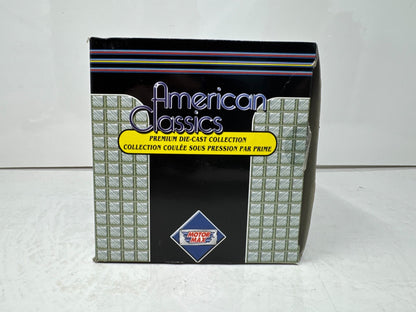 American
Classics
PREMIUM DIE-CAST COLLECTION
COLLECTION COULÉE SOUS PRESSION PAR PRIME
MOTOR
MAX